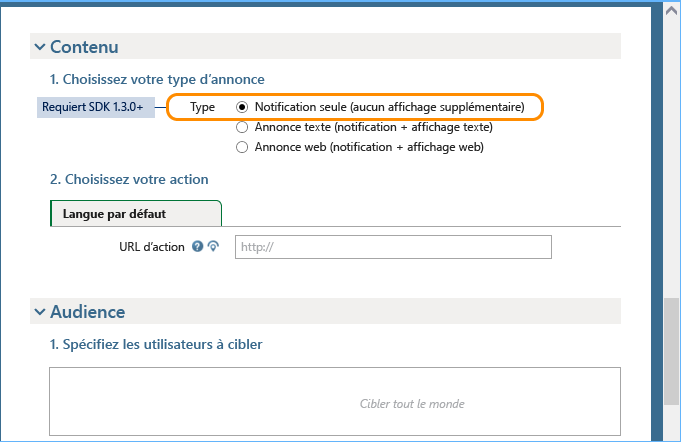 Contenu
1. Choisissez votre type d'annonce
Requiert SDK 1.3.0+ Type Notification seule (aucun affichage supplémentaire)
Annonce texte (notification + affichage texte)
Annonce web (notification + affichage web)
2. Choisissez votre action
Langue par défaut
URL d'action ? http://
Audience
1. Spécifiez les utilisateurs à cibler
Cibler tout le monde